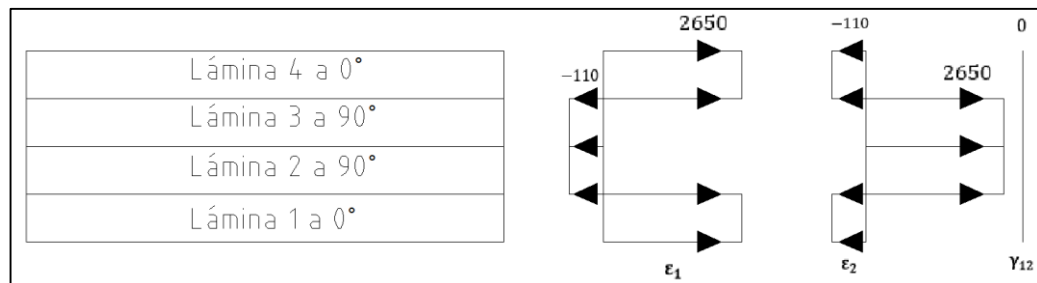 Lámina 4 a 0°
Lámina 3 a 90°
Lámina 2 a 90°
Lámina 1 a 0°
2650
−110
ε₁
−110
2650
ε₂
0
γ₁₂